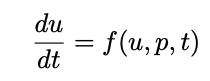 du/dt = f(u, p, t)